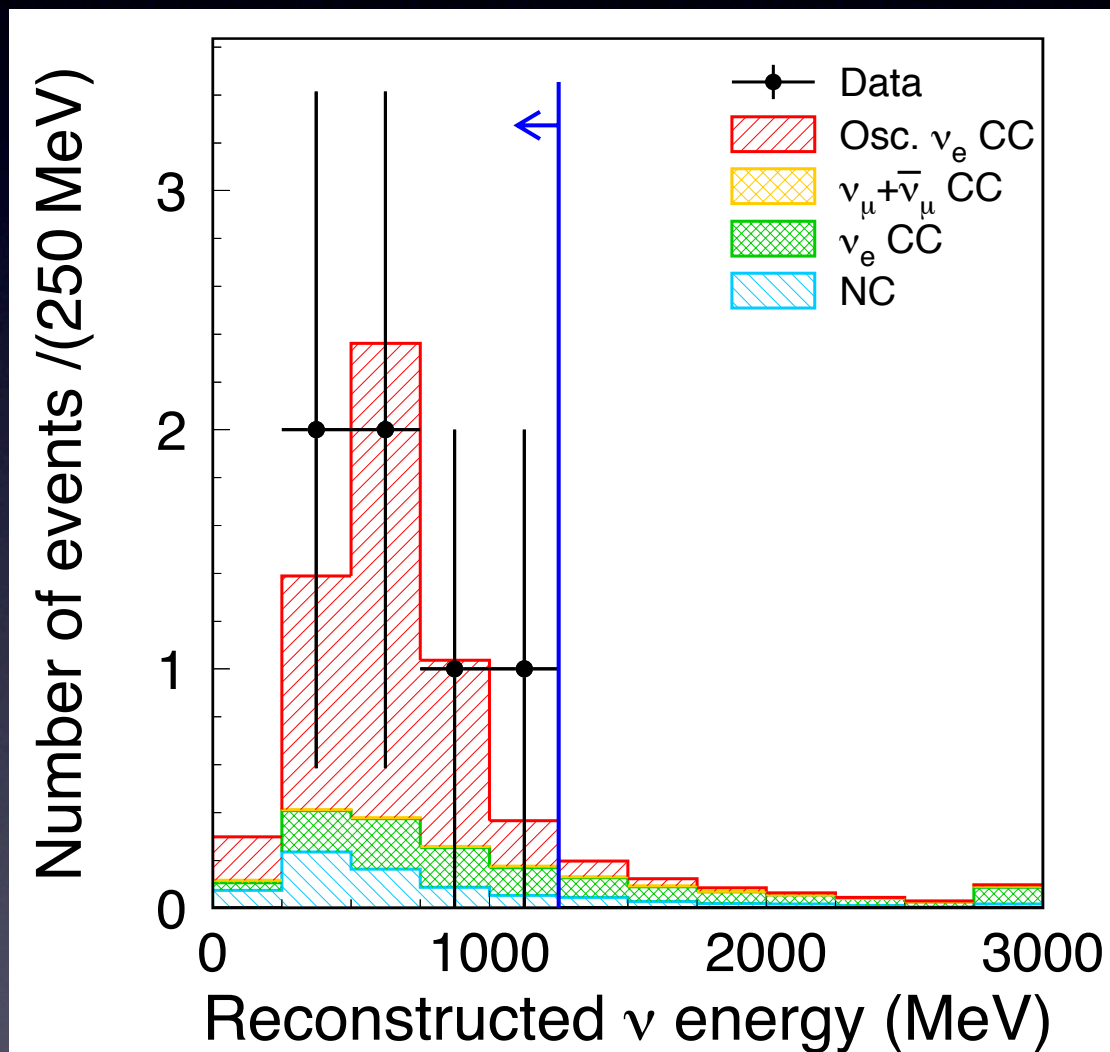 Number of events /(250 MeV)
3
2
1
0
Data
Osc. νe CC
νμ+ν̅μ CC
νe CC
NC
0 1000 2000 3000
Reconstructed ν energy (MeV)